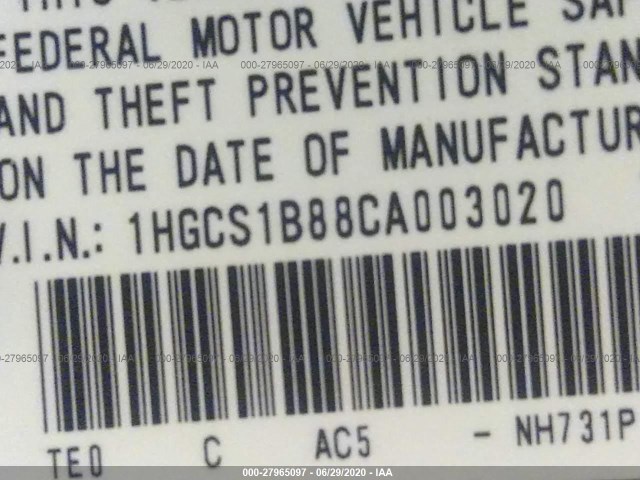 FEDERAL MOTOR VEHICLE
AND THEFT PREVENTION STAN
ON THE DATE OF MANUFACTUR
V.I.N.: 1HGCS1B88CA003020
TE0 C AC5 - NH731P
000-27965097 - 06/29/2020 - IAA